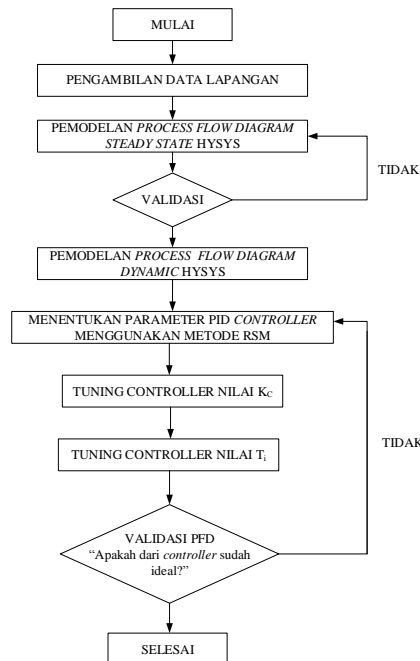 MULAI
PENGAMBILAN DATA LAPANGAN
PEMODELAN PROCESS FLOW DIAGRAM
STEADY STATE HYSYS
TIDAK
VALIDASI
PEMODELAN PROCESS FLOW DIAGRAM
DYNAMIC HYSYS
MENENTUKAN PARAMETER PID CONTROLLER
MENGGUNAKAN METODE RSM
TUNING CONTROLLER NILAI KC
TIDAK
TUNING CONTROLLER NILAI Ti
VALIDASI PFD
“Apakah dari controller sudah
ideal?”
SELESAI